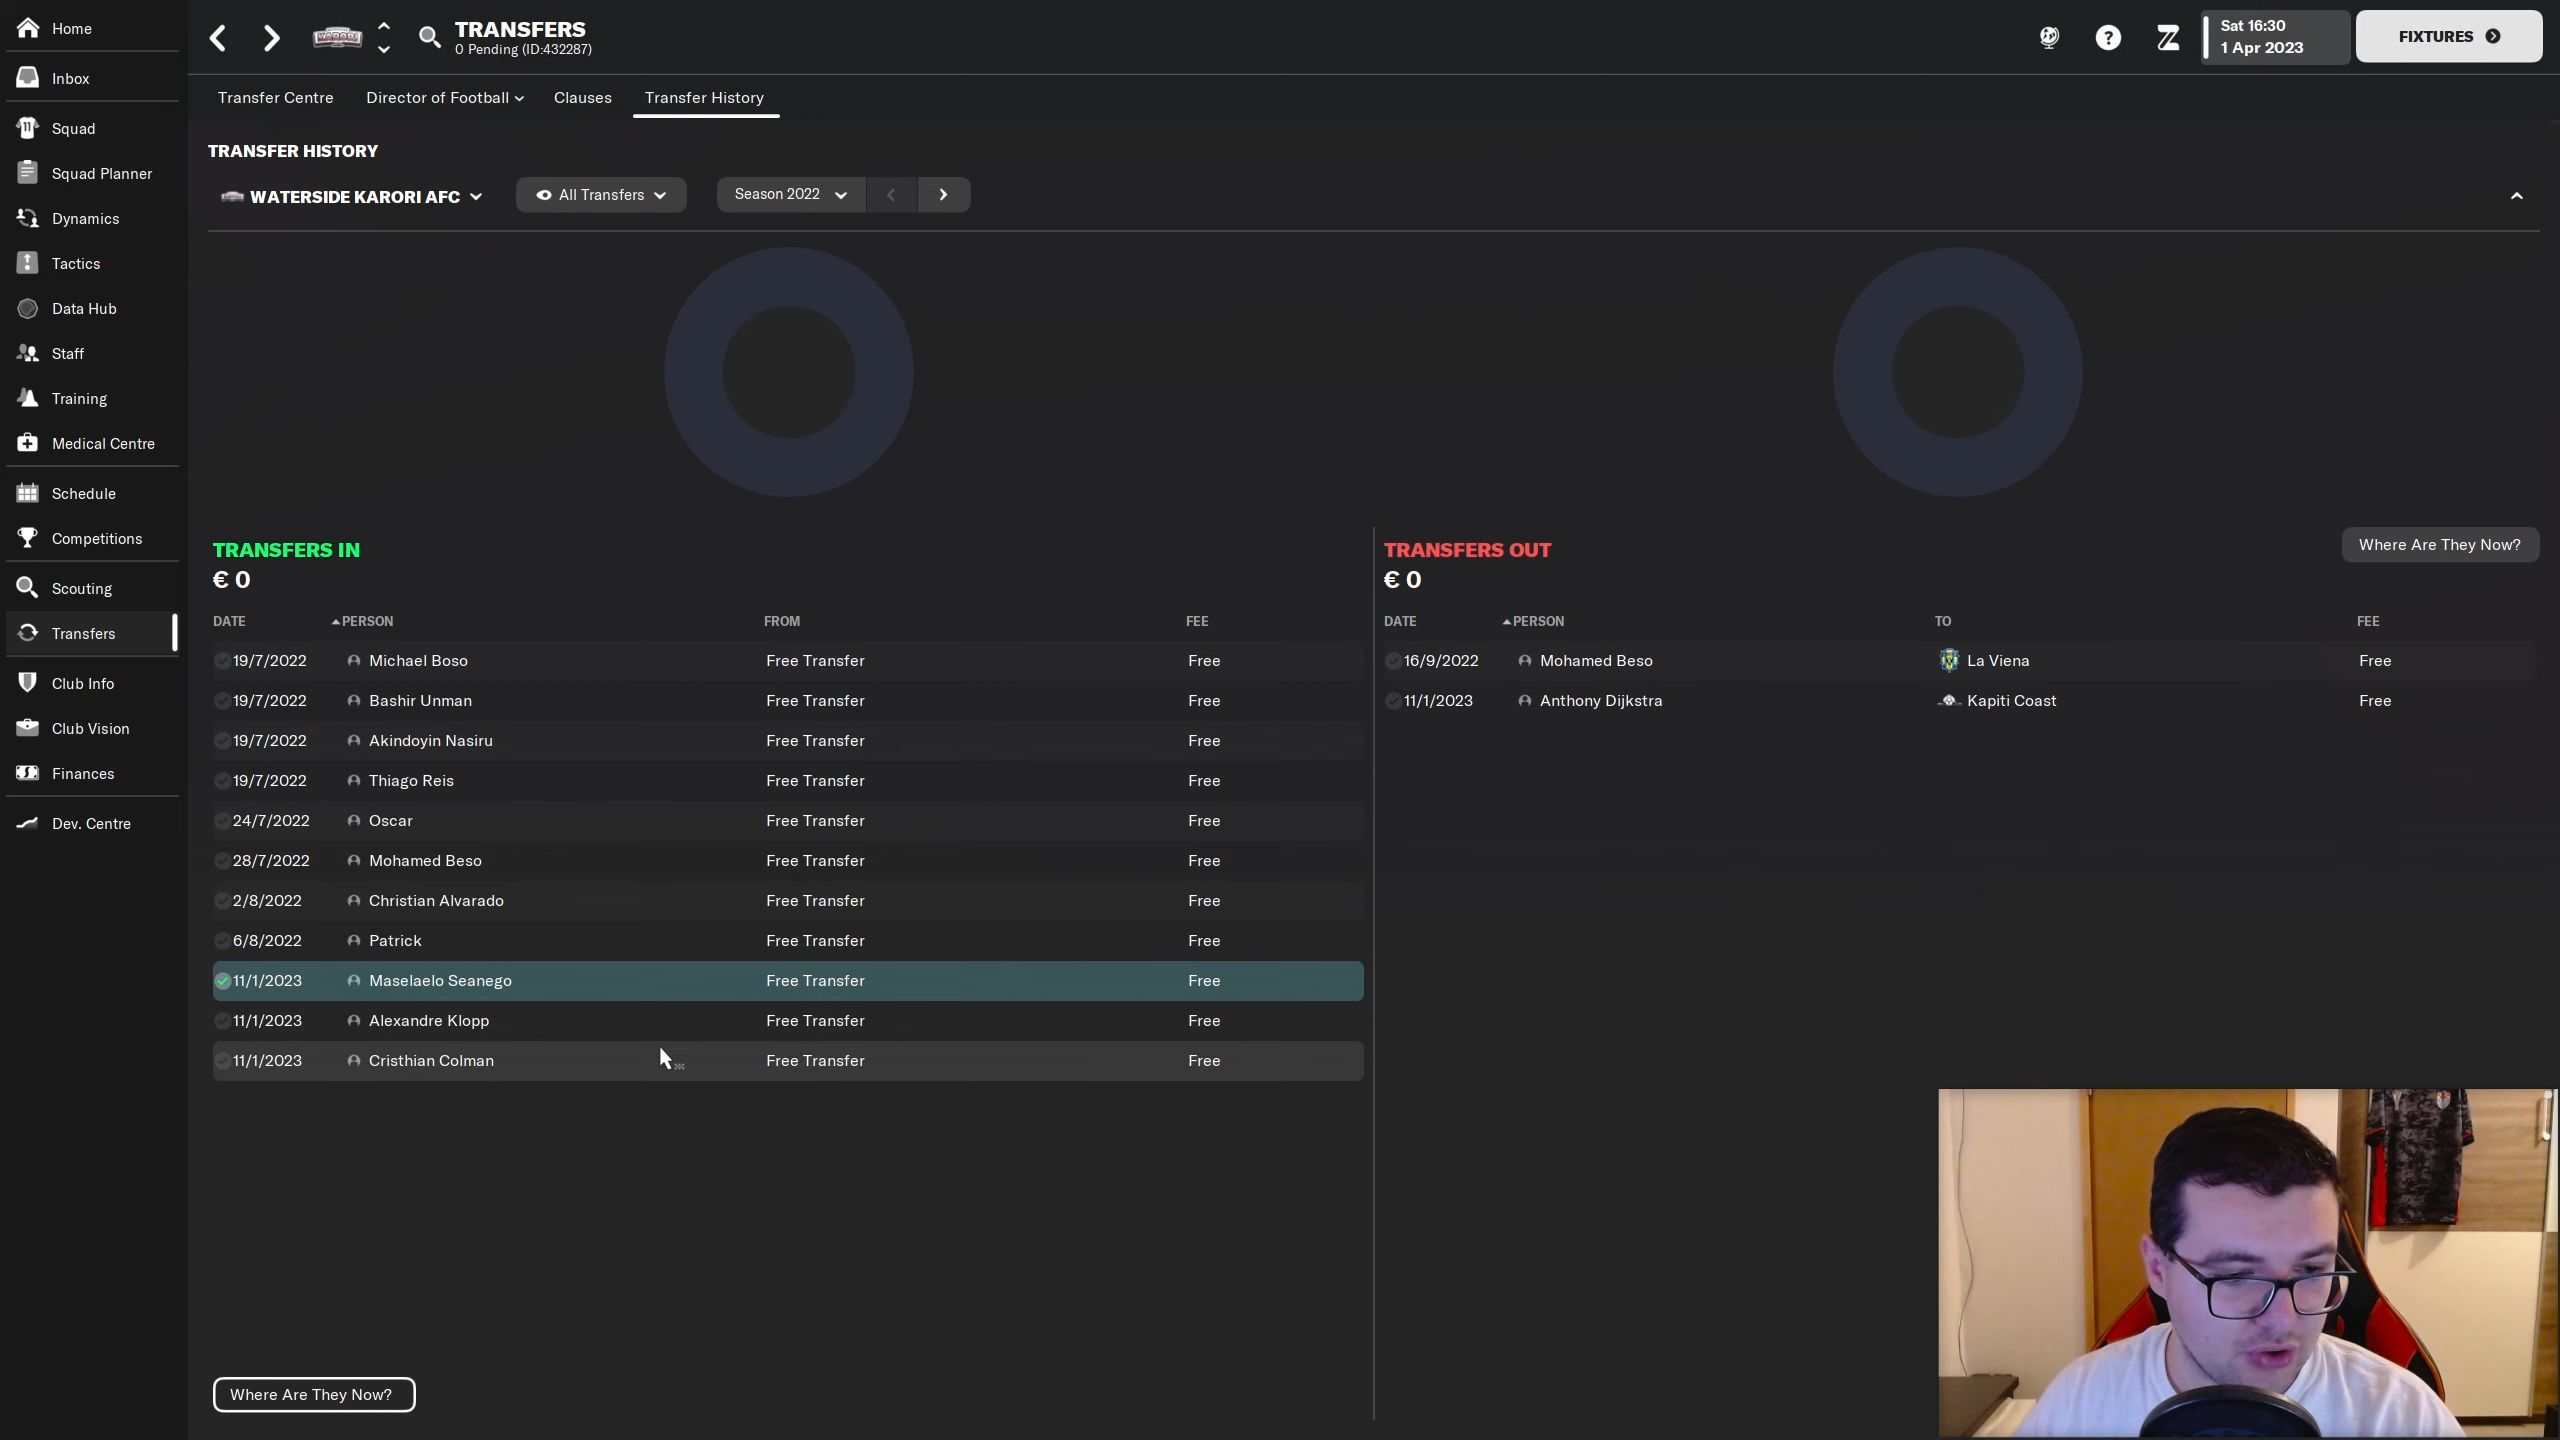 Home
Inbox
Squad
Squad Planner
Dynamics
Tactics
Data Hub
Staff
Training
Medical Centre
Schedule
Competitions
Scouting
Transfers
Club Info
Club Vision
Finances
Dev. Centre
TRANSFERS
0 Pending (ID:432287)
Sat 16:30
1 Apr 2023
FIXTURES
Transfer Centre Director of Football Clauses Transfer History
TRANSFER HISTORY
WATERSIDE KARORI AFC All Transfers Season 2022
TRANSFERS IN
€ 0
DATE PERSON FROM FEE
19/7/2022 Michael Boso Free Transfer Free
19/7/2022 Bashir Unman Free Transfer Free
19/7/2022 Akindoyin Nasiru Free Transfer Free
19/7/2022 Thiago Reis Free Transfer Free
24/7/2022 Oscar Free Transfer Free
28/7/2022 Mohamed Beso Free Transfer Free
2/8/2022 Christian Alvarado Free Transfer Free
6/8/2022 Patrick Free Transfer Free
11/1/2023 Maselaelo Seanego Free Transfer Free
11/1/2023 Alexandre Klopp Free Transfer Free
11/1/2023 Cristhian Colman Free Transfer Free
Where Are They Now?
TRANSFERS OUT
€ 0
Where Are They Now?
DATE PERSON TO FEE
16/9/2022 Mohamed Beso La Viena Free
11/1/2023 Anthony Dijkstra Kapiti Coast Free